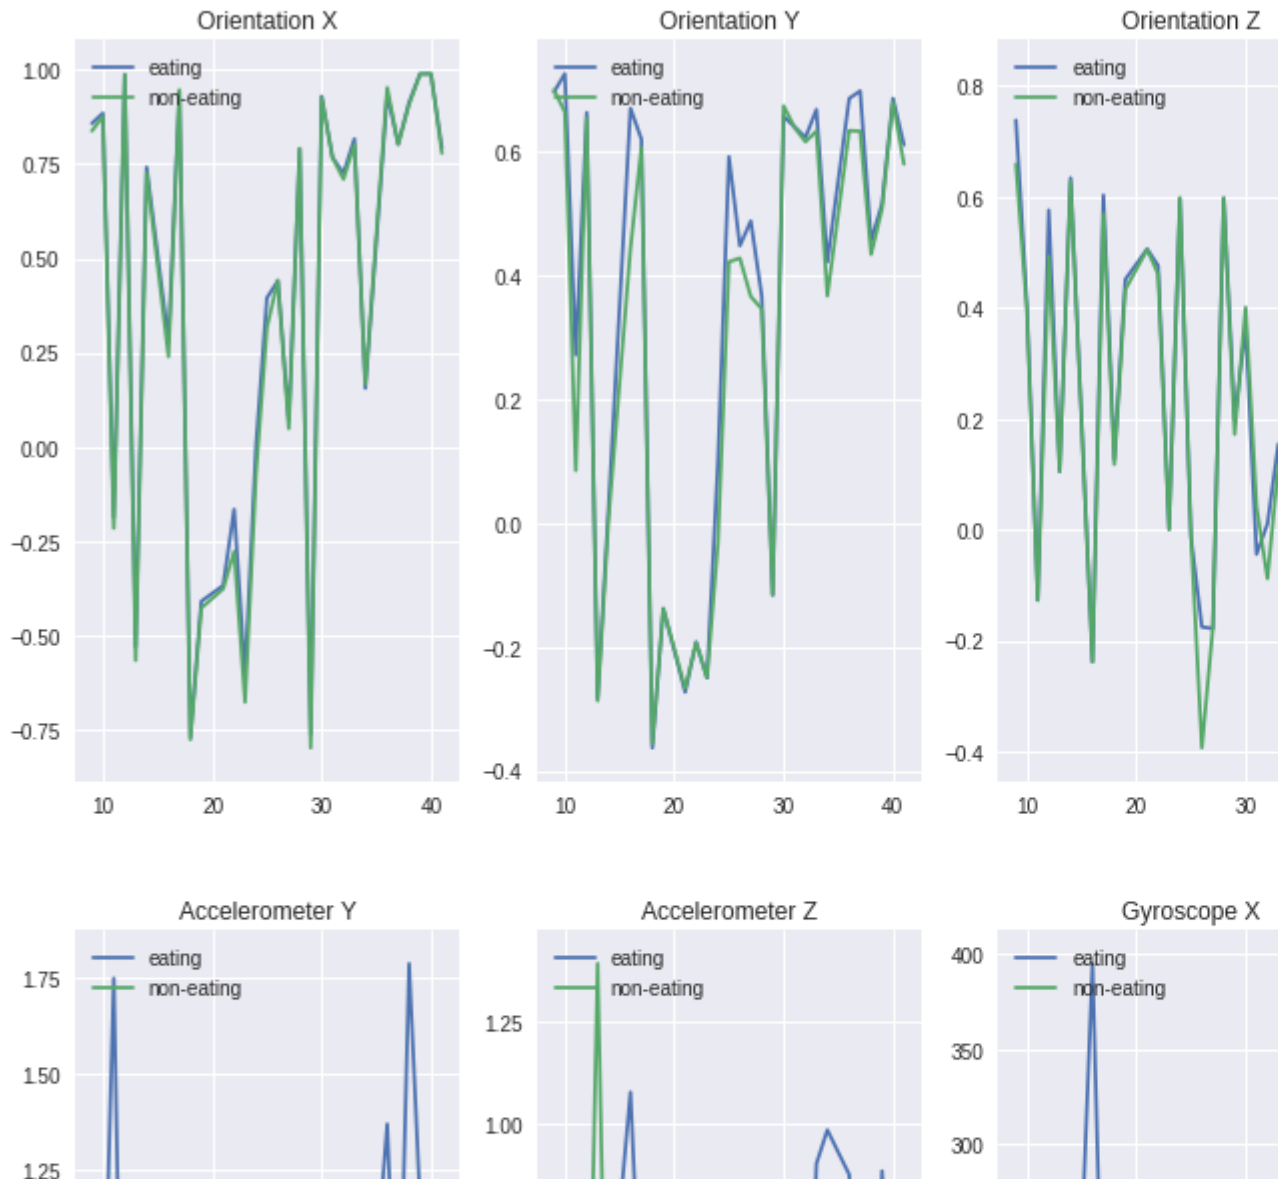 Orientation X
eating
non-eating
1.00
0.75
0.50
0.25
0.00
−0.25
−0.50
−0.75
10 20 30 40
Orientation Y
eating
non-eating
0.6
0.4
0.2
0.0
−0.2
−0.4
10 20 30 40
Orientation Z
eating
non-eating
0.8
0.6
0.4
0.2
0.0
−0.2
−0.4
10 20 30
Accelerometer Y
eating
non-eating
1.75
1.50
1.25
Accelerometer Z
eating
non-eating
1.25
1.00
Gyroscope X
eating
non-eating
400
350
300